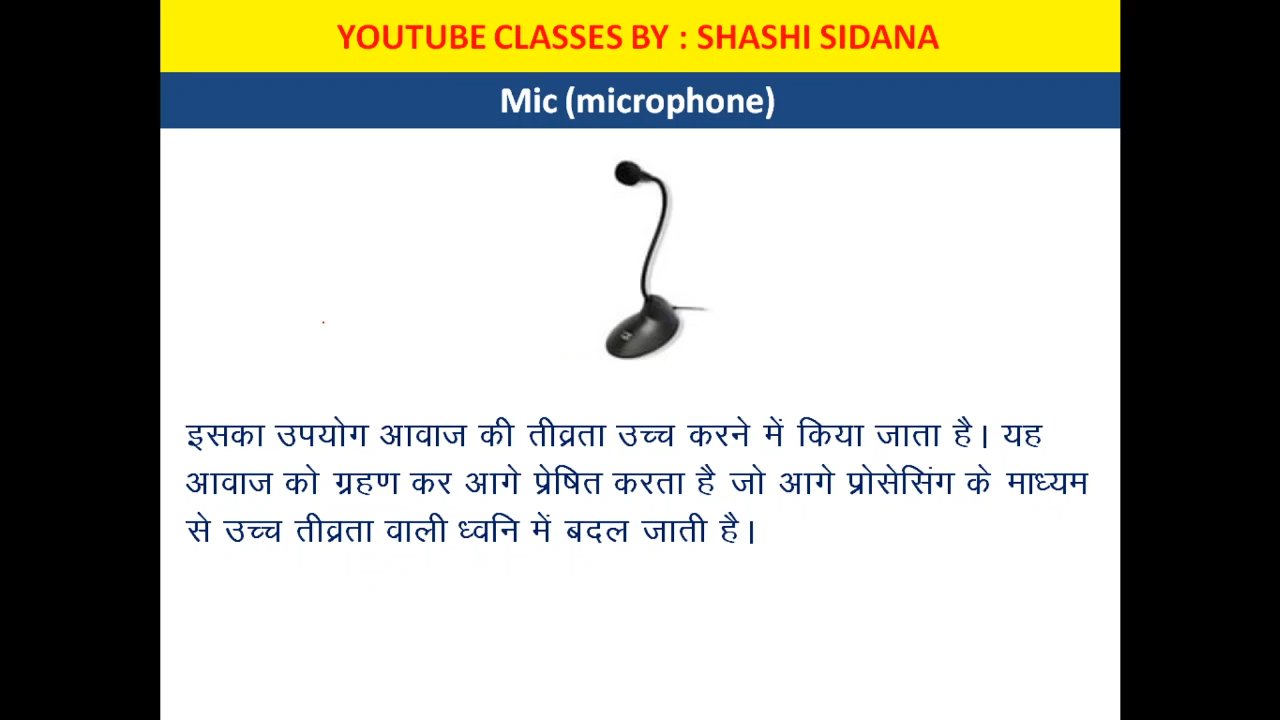 YOUTUBE CLASSES BY : SHASHI SIDANA
Mic (microphone)
इसका उपयोग आवाज की तीव्रता उच्च करने में किया जाता है। यह
आवाज को ग्रहण कर आगे प्रेषित करता है जो आगे प्रोसेसिंग के माध्यम
से उच्च तीव्रता वाली ध्वनि में बदल जाती है।